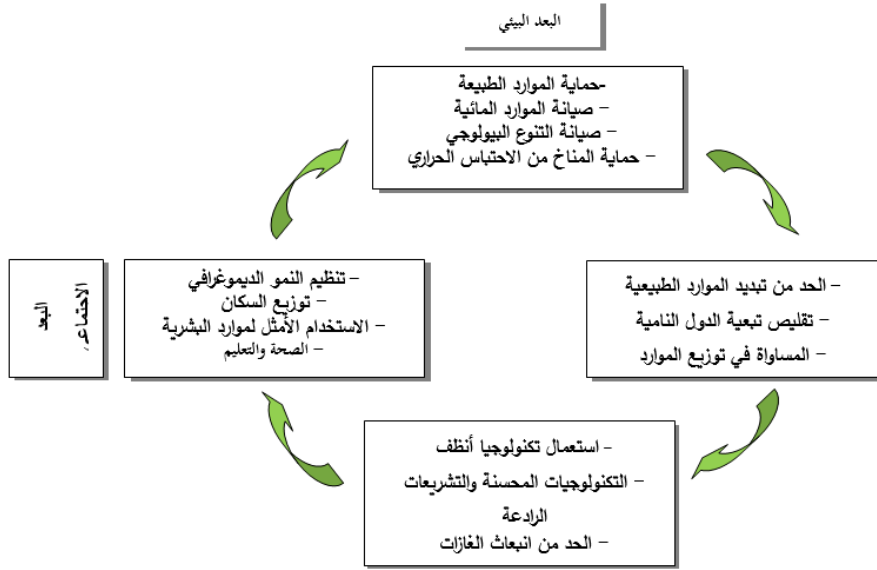 البعد البيئي
-حماية الموارد الطبيعة
- صيانة الموارد المائية
- صيانة التنوع البيولوجي
- حماية المناخ من الاحتباس الحراري
- الحد من تبديد الموارد الطبيعية
- تقليص تبعية الدول النامية
- المساواة في توزيع الموارد
- استعمال تكنولوجيا أنظف
- التكنولوجيات المحسنة والتشريعات
الرادعة
- الحد من انبعاث الغازات
- تنظيم النمو الديموغرافي
- توزيع السكان
- الاستخدام الأمثل لموارد البشرية
- الصحة والتعليم
البعد